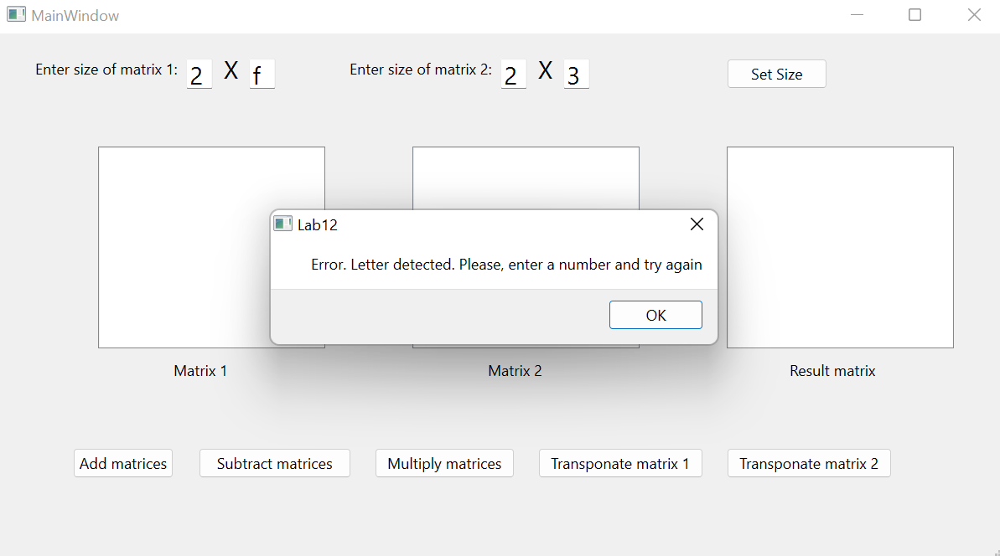 MainWindow
Enter size of matrix 1: 2 X f Enter size of matrix 2: 2 X 3 Set Size
Lab12
Error. Letter detected. Please, enter a number and try again
OK
Matrix 1 Matrix 2 Result matrix
Add matrices Subtract matrices Multiply matrices Transponate matrix 1 Transponate matrix 2